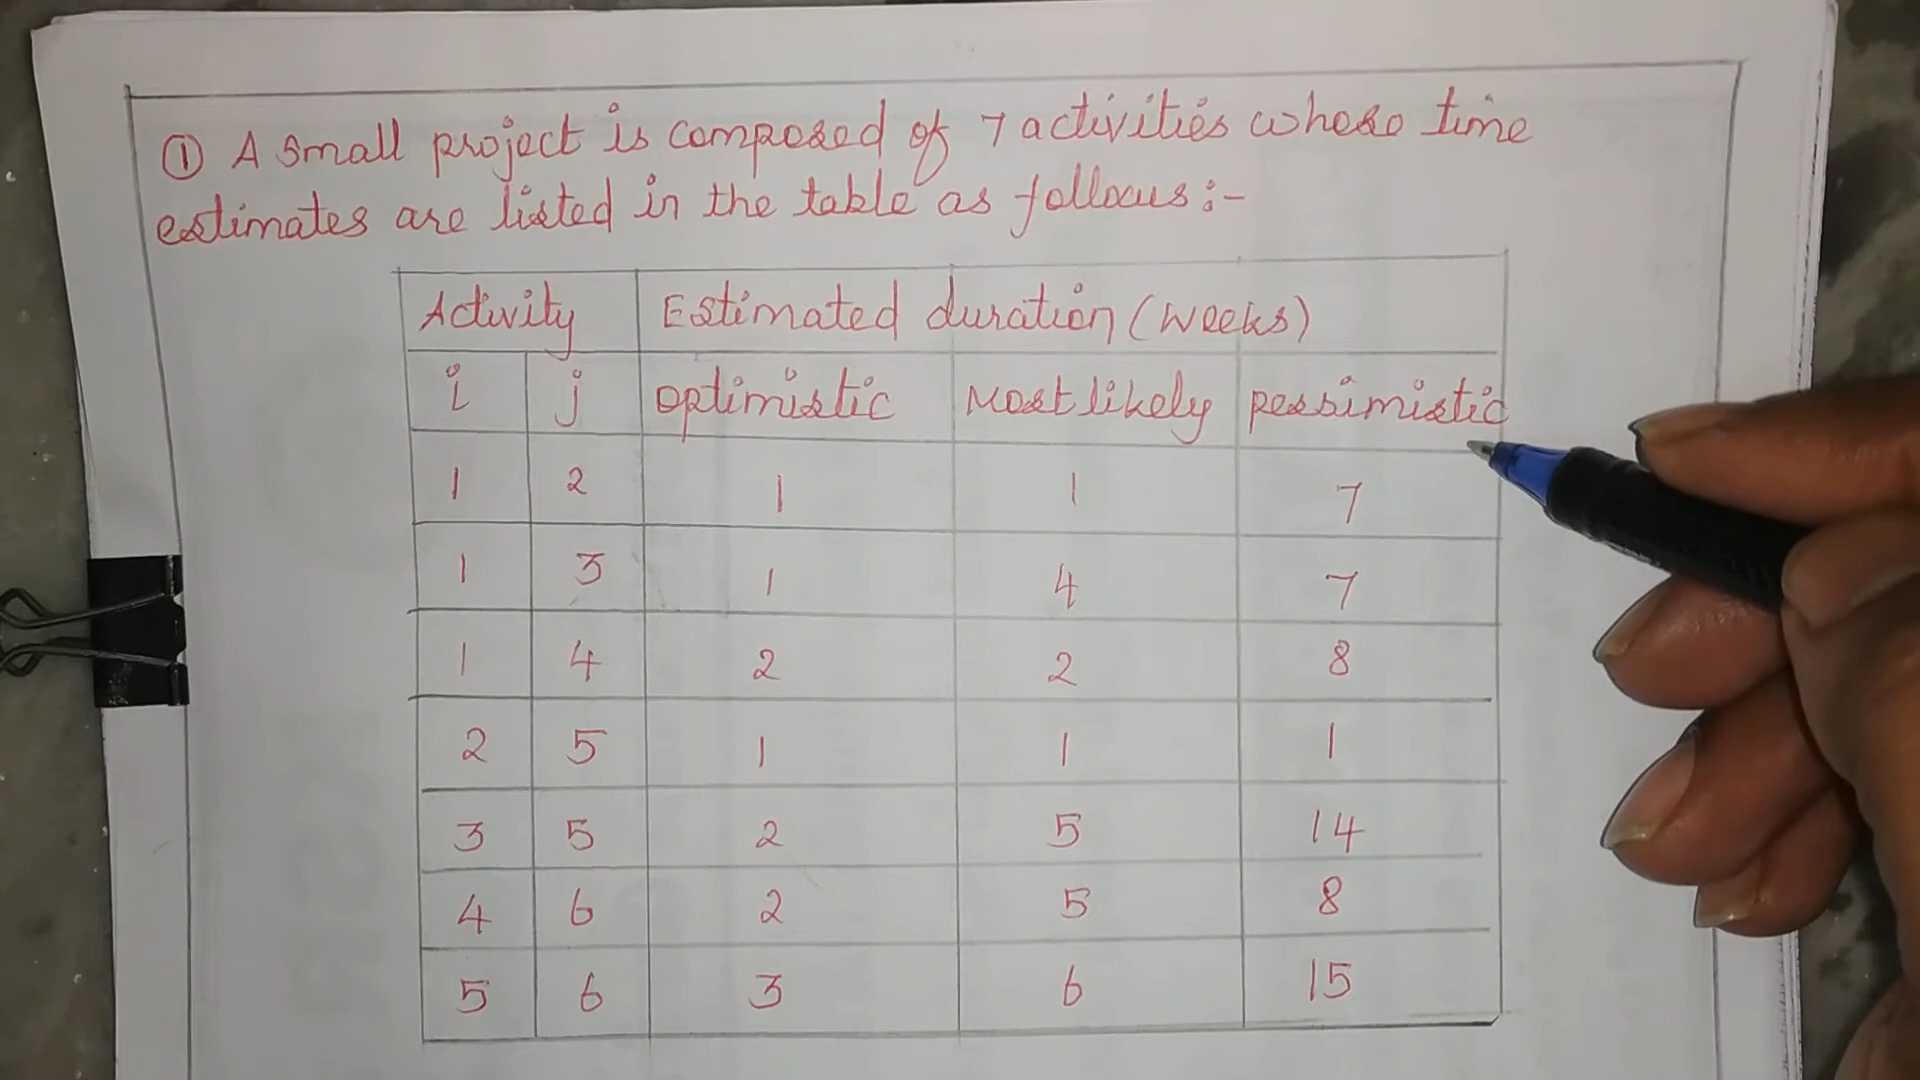 ① A small project is composed of 7 activities whose time
estimates are listed in the table as follows:-
Activity Estimated duration (weeks)
i j optimistic Most likely pessimistic
1 2 1 1 7
1 3 1 4 7
1 4 2 2 8
2 5 1 1 1
3 5 2 5 14
4 6 2 5 8
5 6 3 6 15